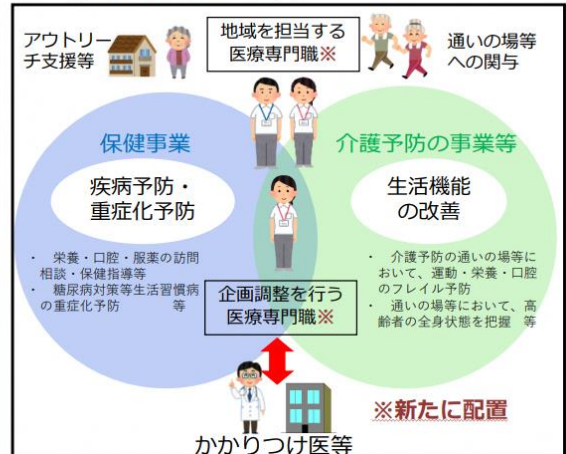 アウトリー
チ支援等
地域を担当する
医療専門職※
通いの場等
への関与
保健事業
介護予防の事業等
疾病予防・
重症化予防
生活機能
の改善
・ 栄養・口腔・服薬の訪問
相談・保健指導等
・ 糖尿病対策等生活習慣病
の重症化予防 等
・ 介護予防の通いの場等に
おいて、運動・栄養・口腔
のフレイル予防
・ 通いの場等において、高
齢者の全身状態を把握 等
企画調整を行う
医療専門職※
※新たに配置
かかりつけ医等